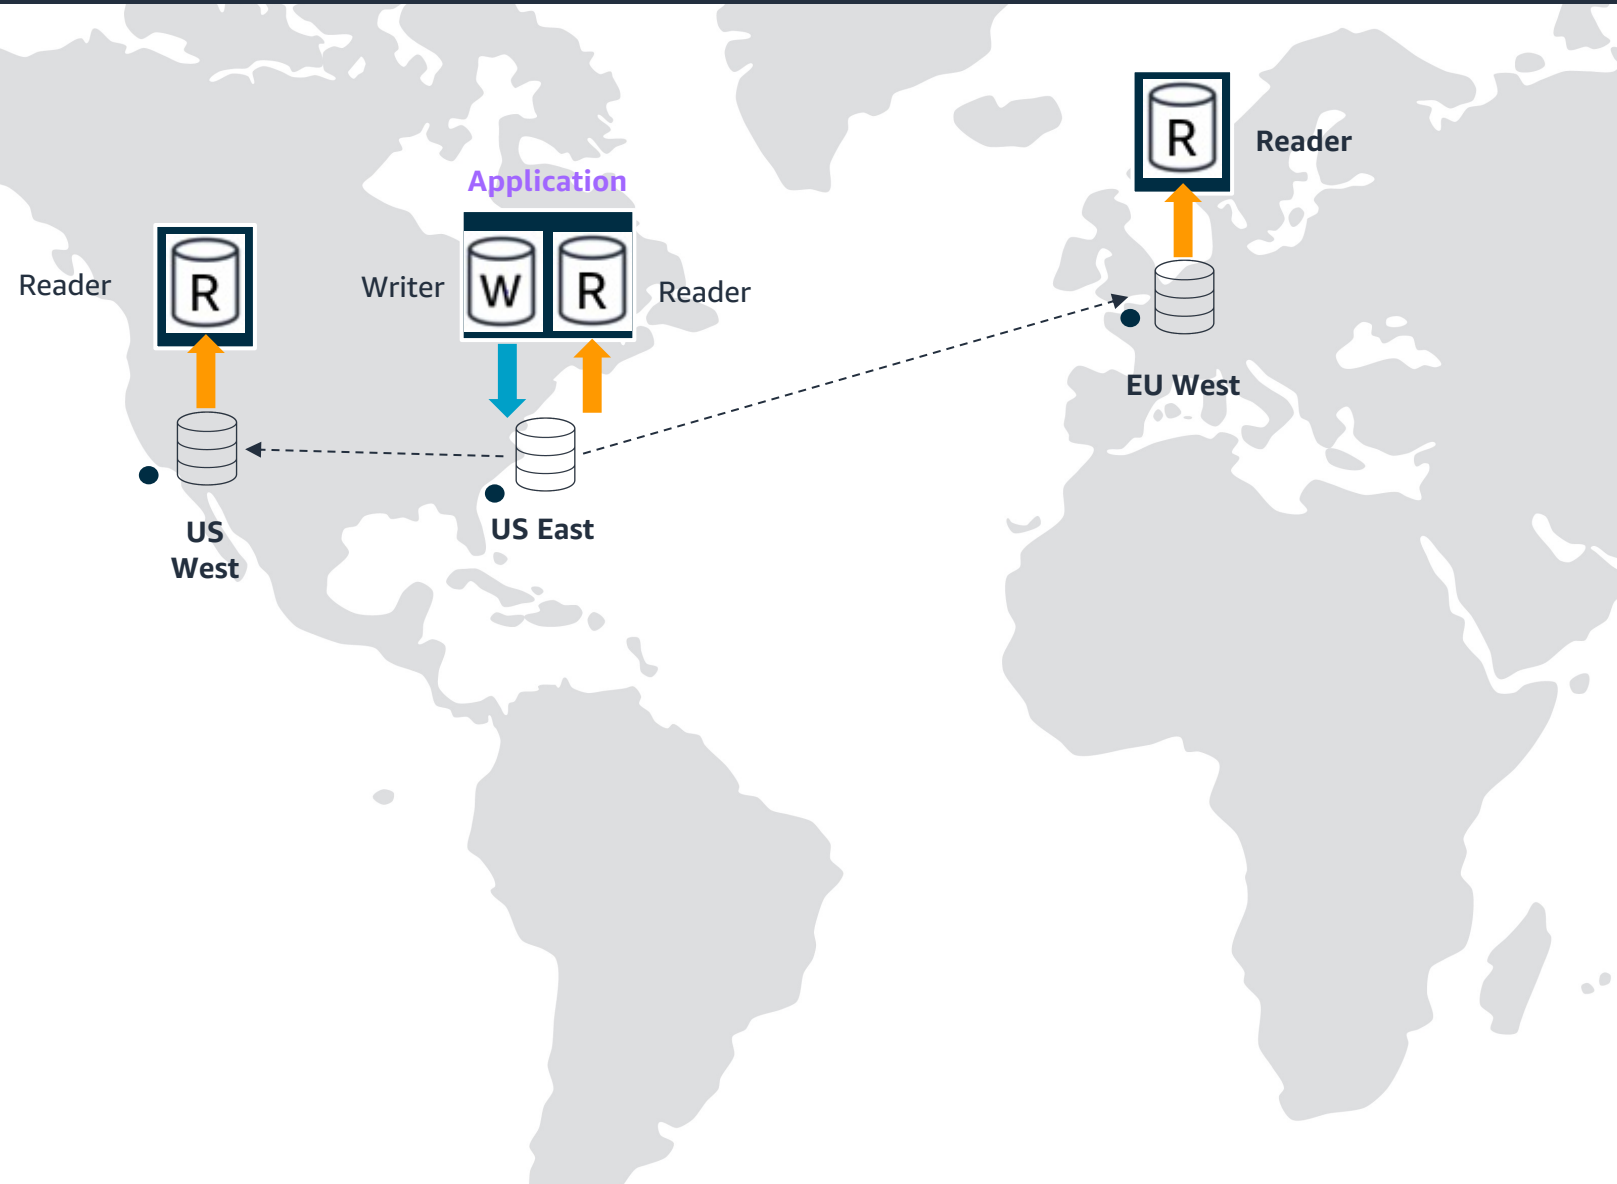 Reader
Application
Reader
R
Writer
W
R
Reader
R
EU West
US
West
US East